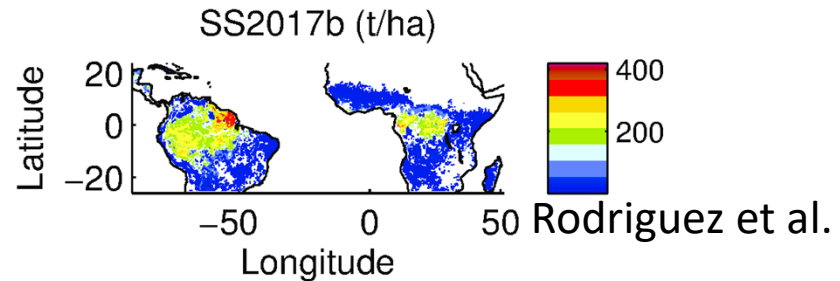 SS2017b (t/ha)
Latitude
20
0
−20
−50 0 50
Longitude
400
200
Rodriguez et al.